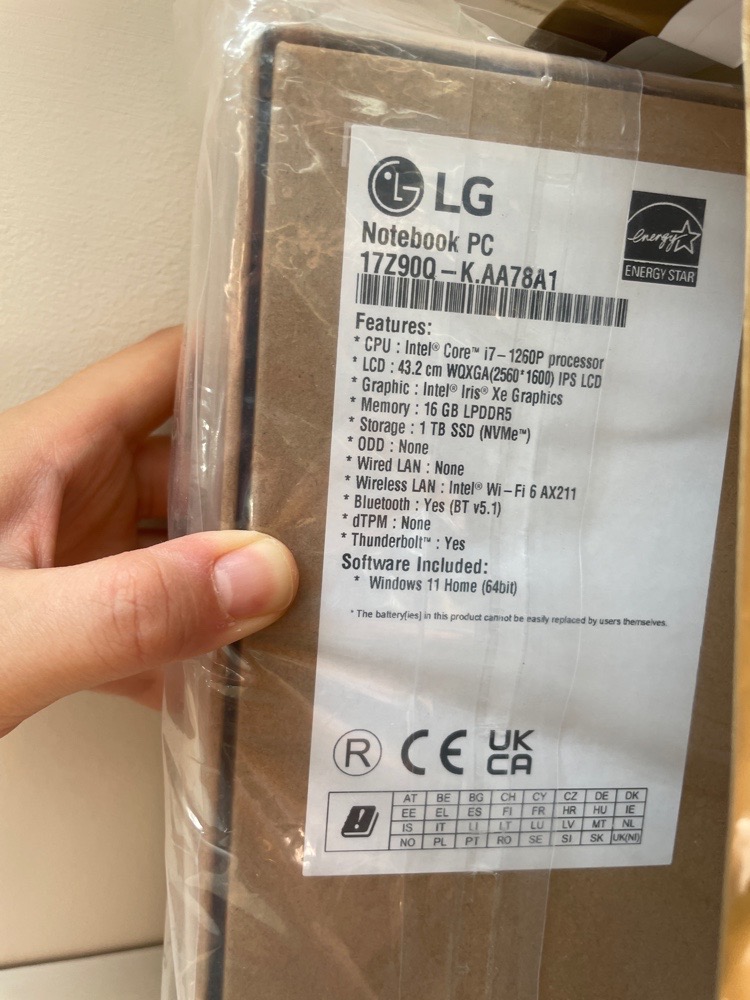 LG
energy
ENERGY STAR
Notebook PC
17Z90Q–K.AA78A1
Features:
* CPU : Intel® Core™ i7–1260P processor
* LCD : 43.2 cm WQXGA(2560*1600) IPS LCD
* Graphic : Intel® Iris® Xe Graphics
* Memory : 16 GB LPDDR5
* Storage : 1 TB SSD (NVMe™)
* ODD : None
* Wired LAN : None
* Wireless LAN : Intel® Wi–Fi 6 AX211
* Bluetooth : Yes (BT v5.1)
* dTPM : None
* Thunderbolt™ : Yes
Software Included:
* Windows 11 Home (64bit)
* The battery[ies] in this product cannot be easily replaced by users themselves.
R CE UK
CA
AT BE BG CH CY CZ DE DK
EE EL ES FI FR HR HU IE
IS IT LI LT LU LV MT NL
NO PL PT RO SE SI SK UK(NI)